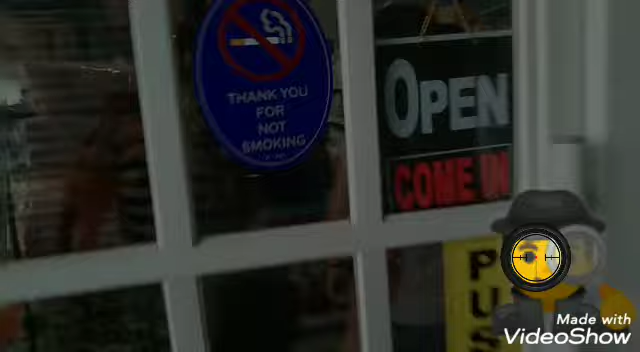 THANK YOU
FOR
NOT
SMOKING
OPEN
COME IN
PUS
Made with
VideoShow